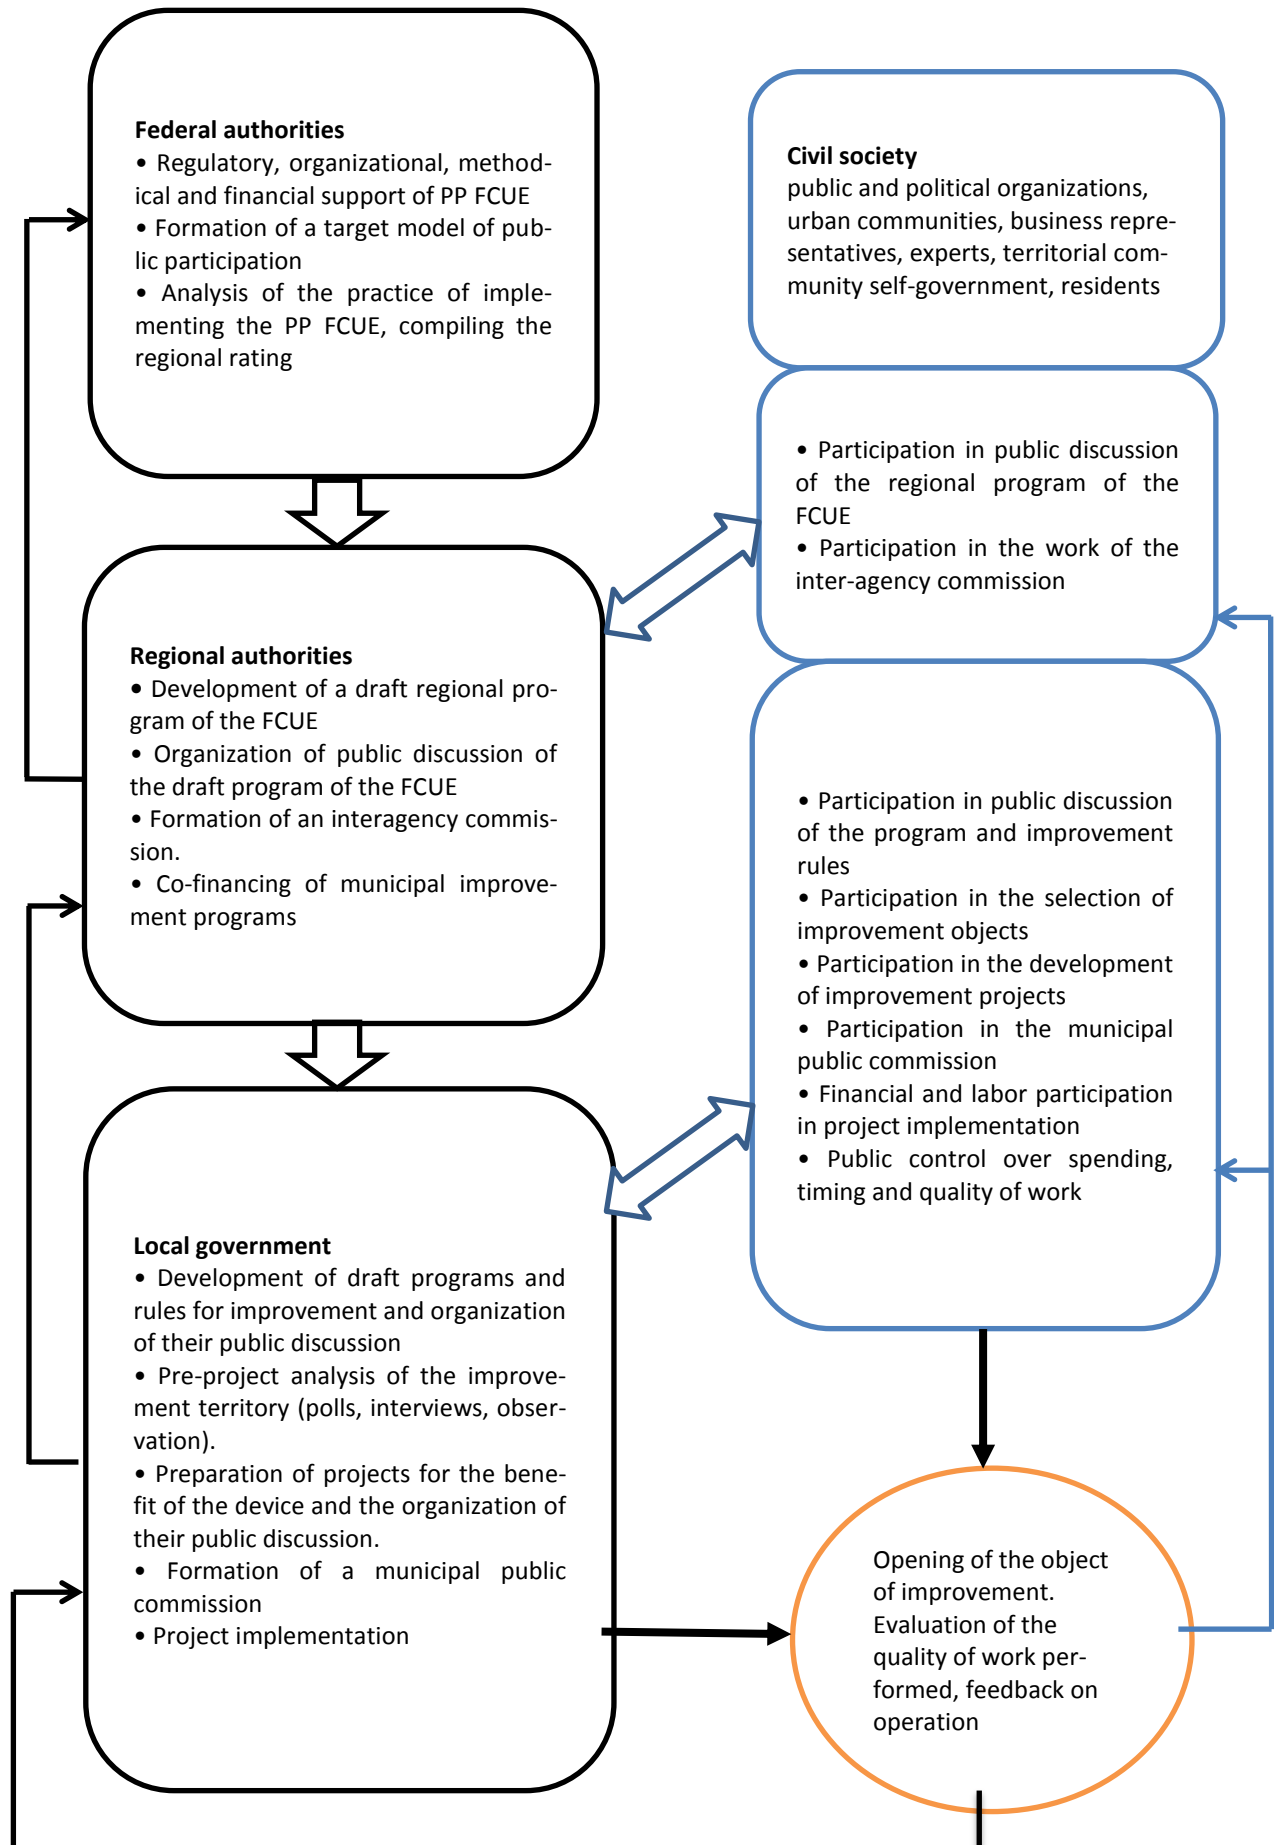 Federal authorities
• Regulatory, organizational, method-
ical and financial support of PP FCUE
• Formation of a target model of pub-
lic participation
• Analysis of the practice of imple-
menting the PP FCUE, compiling the
regional rating
Civil society
public and political organizations,
urban communities, business repre-
sentatives, experts, territorial com-
munity self-government, residents
• Participation in public discussion
of the regional program of the
FCUE
• Participation in the work of the
inter-agency commission
Regional authorities
• Development of a draft regional pro-
gram of the FCUE
• Organization of public discussion of
the draft program of the FCUE
• Formation of an interagency commis-
sion.
• Co-financing of municipal improve-
ment programs
• Participation in public discussion
of the program and improvement
rules
• Participation in the selection of
improvement objects
• Participation in the development
of improvement projects
• Participation in the municipal
public commission
• Financial and labor participation
in project implementation
• Public control over spending,
timing and quality of work
Local government
• Development of draft programs and
rules for improvement and organization
of their public discussion
• Pre-project analysis of the improve-
ment territory (polls, interviews, obser-
vation).
• Preparation of projects for the bene-
fit of the device and the organization of
their public discussion.
• Formation of a municipal public
commission
• Project implementation
Opening of the object
of improvement.
Evaluation of the
quality of work per-
formed, feedback on
operation